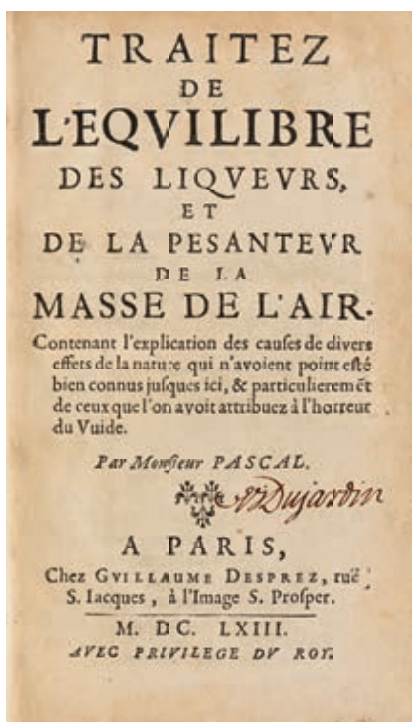 TRAITEZ
DE
L'EQVILIBRE
DES LIQVEVRS,
ET
DE LA PESANTEVR
DE LA
MASSE DE L'AIR.
Contenant l'explication des causes de divers
effets de la nature qui n'avoient point esté
bien connus jusques ici, & particulieremẽt
de ceux que l'on avoit attribuez à l'horreur
du Vuide.
Par Monsieur PASCAL.
Dujardin
A PARIS,
Chez GVILLAUME DESPREZ, ruë
S. Iacques, à l'Image S. Prosper.
M. DC. LXIII.
AVEC PRIVILEGE DV ROY.